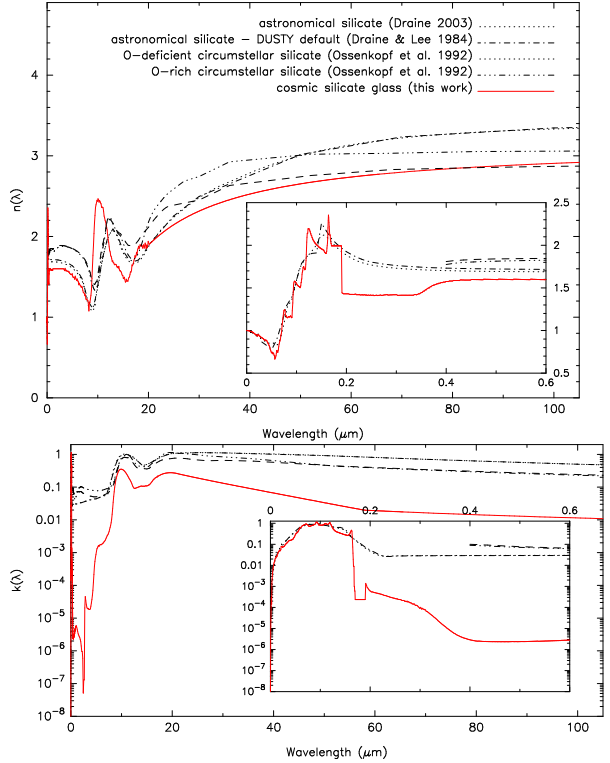 astronomical silicate (Draine 2003)
astronomical silicate – DUSTY default (Draine & Lee 1984)
O-deficient circumstellar silicate (Ossenkopf et al. 1992)
O-rich circumstellar silicate (Ossenkopf et al. 1992)
cosmic silicate glass (this work)
4
3
2
1
0
n(λ)
2
1.5
1
0.5
0 0.2 0.4 0.6
0 20 40 60 80 100
Wavelength (μm)
1
0.1
0.01
10⁻³
10⁻⁴
10⁻⁵
10⁻⁶
10⁻⁷
10⁻⁸
k(λ)
0 0.2 0.4 0.6
1
0.1
0.01
10⁻³
10⁻⁴
10⁻⁵
10⁻⁶
10⁻⁷
10⁻⁸
0 20 40 60 80 100
Wavelength (μm)